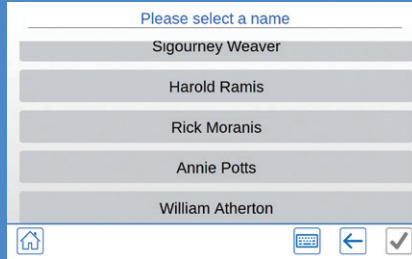 Please select a name
Sigourney Weaver
Harold Ramis
Rick Moranis
Annie Potts
William Atherton